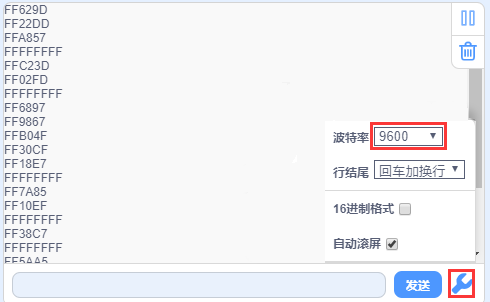 FF629D
FF22DD
FFA857
FFFFFFFF
FFC23D
FF02FD
FFFFFFFF
FF6897
FF9867
FFB04F
FF30CF
FF18E7
FFFFFFFF
FF7A85
FF10EF
FFFFFFFF
FF38C7
FFFFFFFF
FF5AA5
波特率 9600
行结尾 回车加换行
16进制格式
自动滚屏
发送